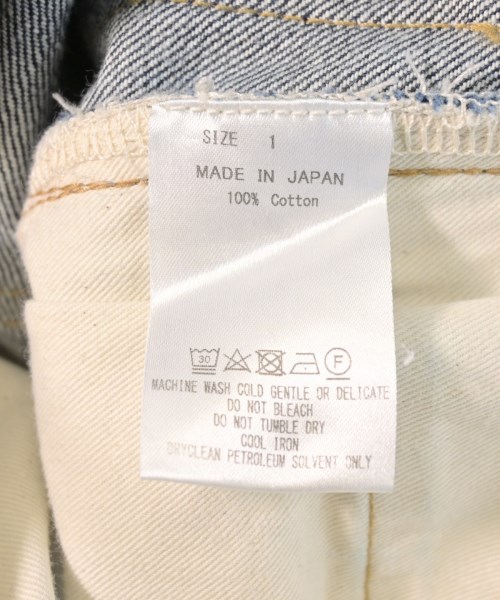 SIZE 1
MADE IN JAPAN
100% Cotton
30 F
MACHINE WASH COLD GENTLE OR DELICATE
DO NOT BLEACH
DO NOT TUMBLE DRY
COOL IRON
DRYCLEAN PETROLEUM SOLVENT ONLY